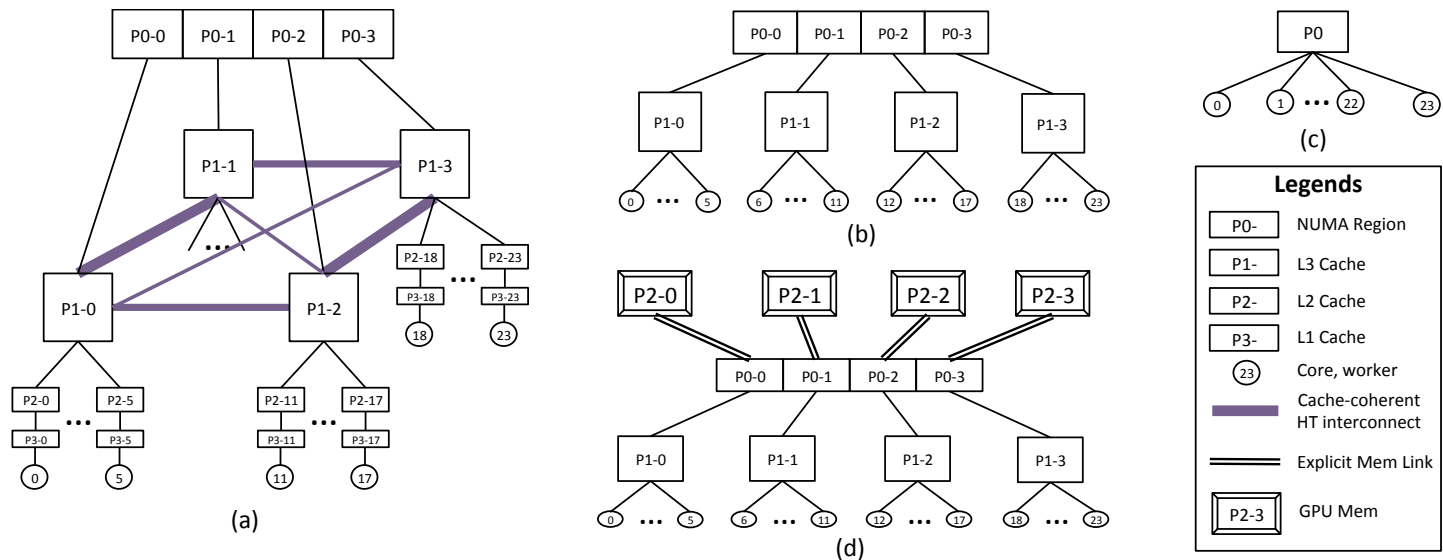 P0-0 P0-1 P0-2 P0-3
P1-1 P1-3
...
P1-0 P1-2
P2-18 ... P2-23
P3-18 P3-23
18 23
P2-0 ... P2-5
P3-0 P3-5
0 5
P2-11 ... P2-17
P3-11 P3-17
11 17
(a)
P0-0 P0-1 P0-2 P0-3
P1-0 P1-1 P1-2 P1-3
0 ... 5 6 ... 11 12 ... 17 18 ... 23
(b)
P0
0 1 ... 22 23
(c)
P2-0 P2-1 P2-2 P2-3
P0-0 P0-1 P0-2 P0-3
P1-0 P1-1 P1-2 P1-3
0 ... 5 6 ... 11 12 ... 17 18 ... 23
(d)
Legends
P0- NUMA Region
P1- L3 Cache
P2- L2 Cache
P3- L1 Cache
23 Core, worker
Cache-coherent
HT interconnect
Explicit Mem Link
P2-3 GPU Mem